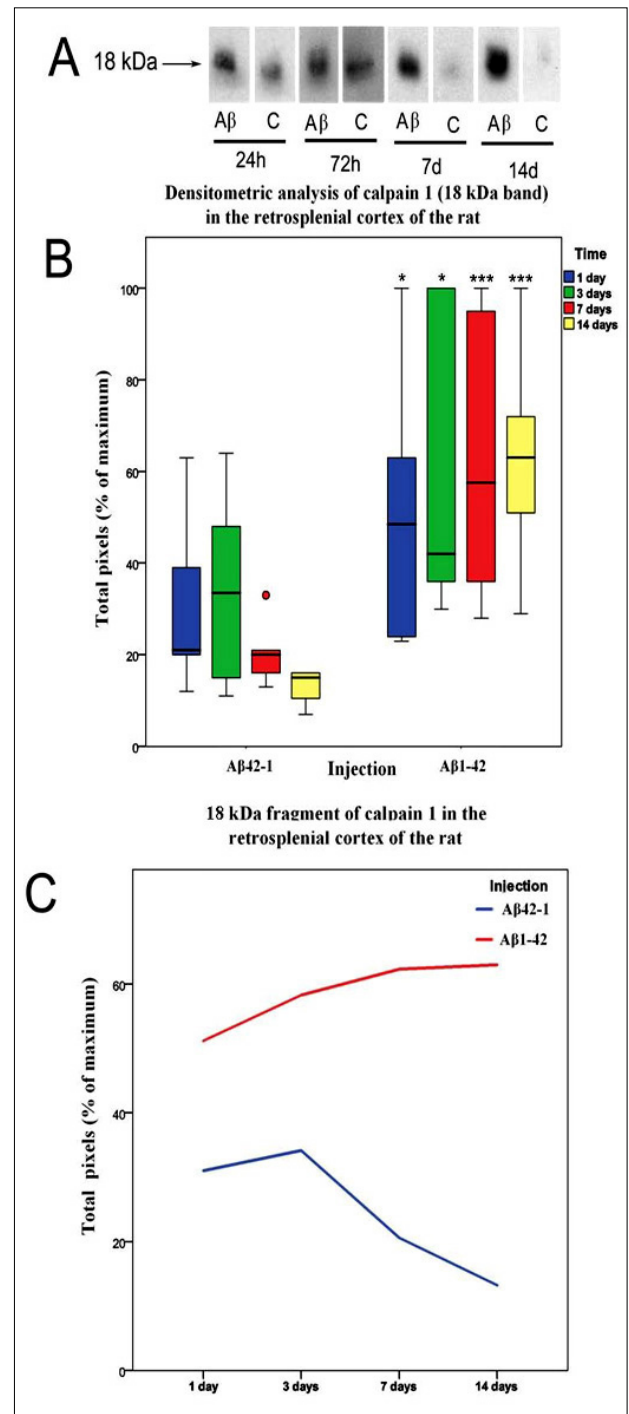 A
18 kDa
Aβ C Aβ C Aβ C Aβ C
24h 72h 7d 14d
Densitometric analysis of calpain 1 (18 kDa band)
in the retrosplenial cortex of the rat
B
Time
1 day
3 days
7 days
14 days
* * *** ***
100
80
60
40
20
0
Total pixels (% of maximum)
Aβ42-1 Injection Aβ1-42
18 kDa fragment of calpain 1 in the
retrosplenial cortex of the rat
C
Injection
Aβ42-1
Aβ1-42
60
40
20
0
Total pixels (% of maximum)
1 day 3 days 7 days 14 days